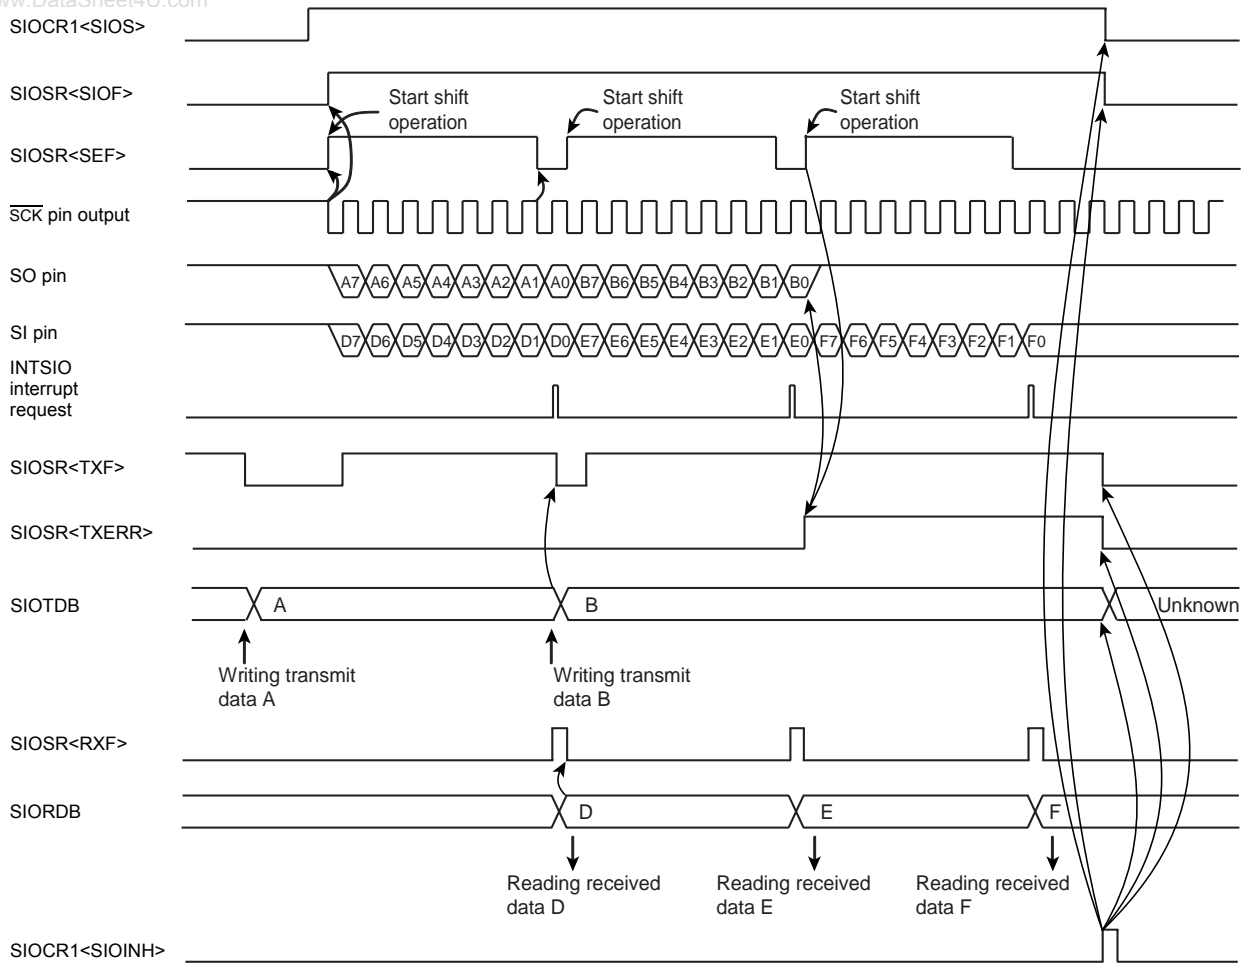 www.DataSheet4U.com
SIOCR1<SIOS>
SIOSR<SIOF>
Start shift
operation
Start shift
operation
Start shift
operation
SIOSR<SEF>
SCK pin output
SO pin
A7 A6 A5 A4 A3 A2 A1 A0 B7 B6 B5 B4 B3 B2 B1 B0
SI pin
D7 D6 D5 D4 D3 D2 D1 D0 E7 E6 E5 E4 E3 E2 E1 E0 F7 F6 F5 F4 F3 F2 F1 F0
INTSIO
interrupt
request
SIOSR<TXF>
SIOSR<TXERR>
SIOTDB
A
B
Unknown
Writing transmit
data A
Writing transmit
data B
SIOSR<RXF>
SIORDB
D
E
F
Reading received
data D
Reading received
data E
Reading received
data F
SIOCR1<SIOINH>